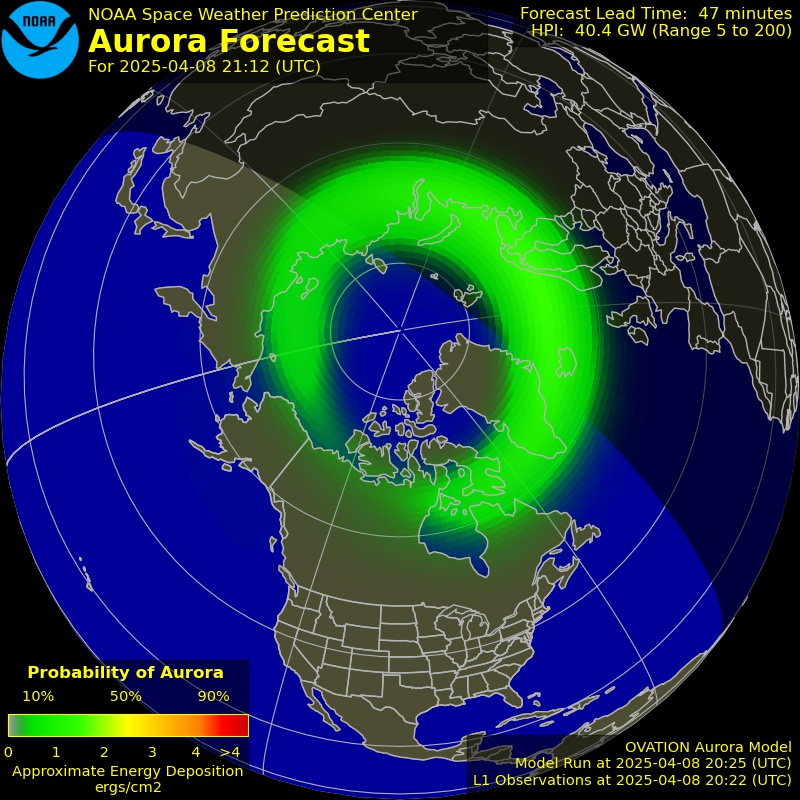 NOAA
NOAA Space Weather Prediction Center
Aurora Forecast
For 2025-04-08 21:12 (UTC)
Forecast Lead Time: 47 minutes
HPI: 40.4 GW (Range 5 to 200)
Probability of Aurora
10% 50% 90%
0 1 2 3 4 >4
Approximate Energy Deposition
ergs/cm2
OVATION Aurora Model
Model Run at 2025-04-08 20:25 (UTC)
L1 Observations at 2025-04-08 20:22 (UTC)